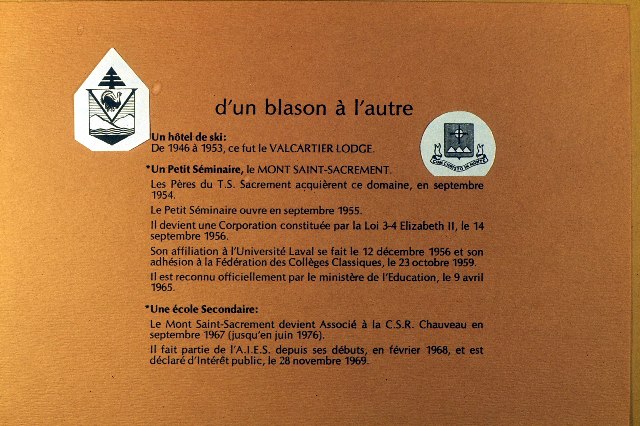 d'un blason à l'autre
Un hôtel de ski:
De 1946 à 1953, ce fut le VALCARTIER LODGE.
*Un Petit Séminaire, le MONT SAINT-SACREMENT.
Les Pères du T.S. Sacrement acquièrent ce domaine, en septembre
1954.
Le Petit Séminaire ouvre en septembre 1955.
Il devient une Corporation constituée par la Loi 3-4 Elizabeth II, le 14
septembre 1956.
Son affiliation à l'Université Laval se fait le 12 décembre 1956 et son
adhésion à la Fédération des Collèges Classiques, le 23 octobre 1959.
Il est reconnu officiellement par le ministère de l'Education, le 9 avril
1965.
*Une école Secondaire:
Le Mont Saint-Sacrement devient Associé à la C.S.R. Chauveau en
septembre 1967 (jusqu'en juin 1976).
Il fait partie de l'A.I.E.S. depuis ses débuts, en février 1968, et est
déclaré d'Intérêt public, le 28 novembre 1969.